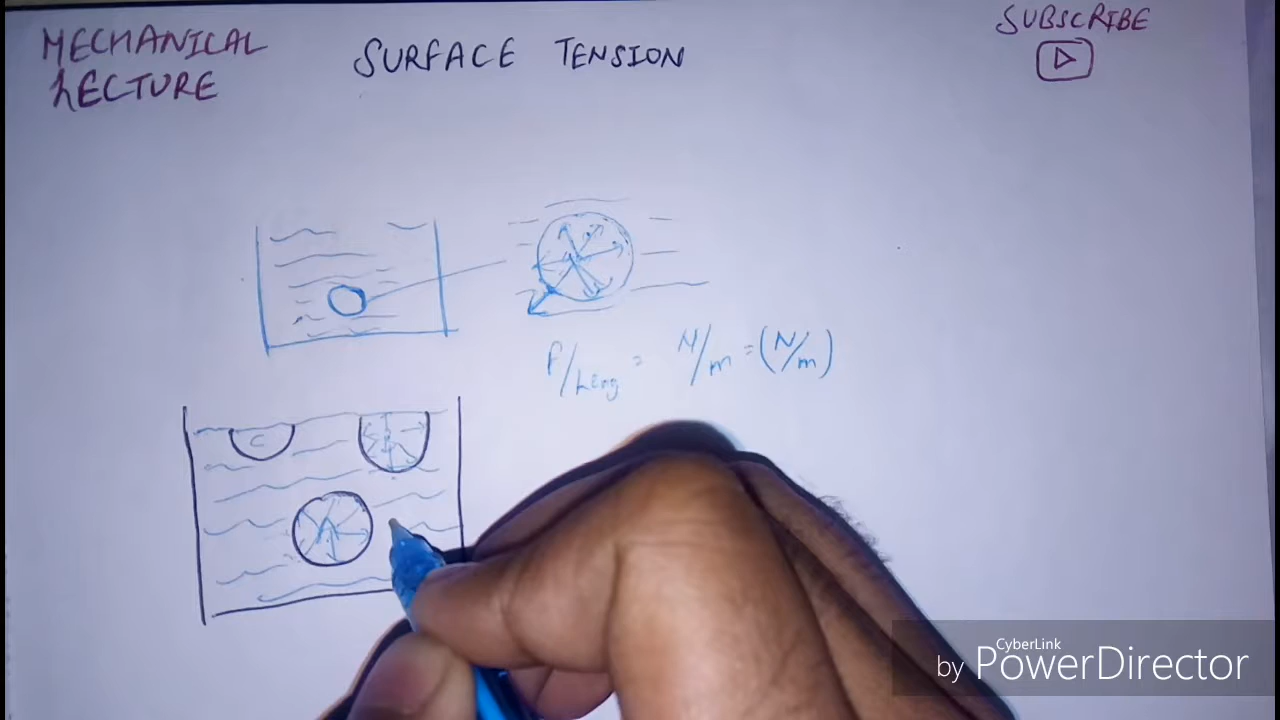 MECHANICAL
LECTURE
SURFACE TENSION
SUBSCRIBE
F/Leng = N/m = (N/m)
C
A
CyberLink
by PowerDirector